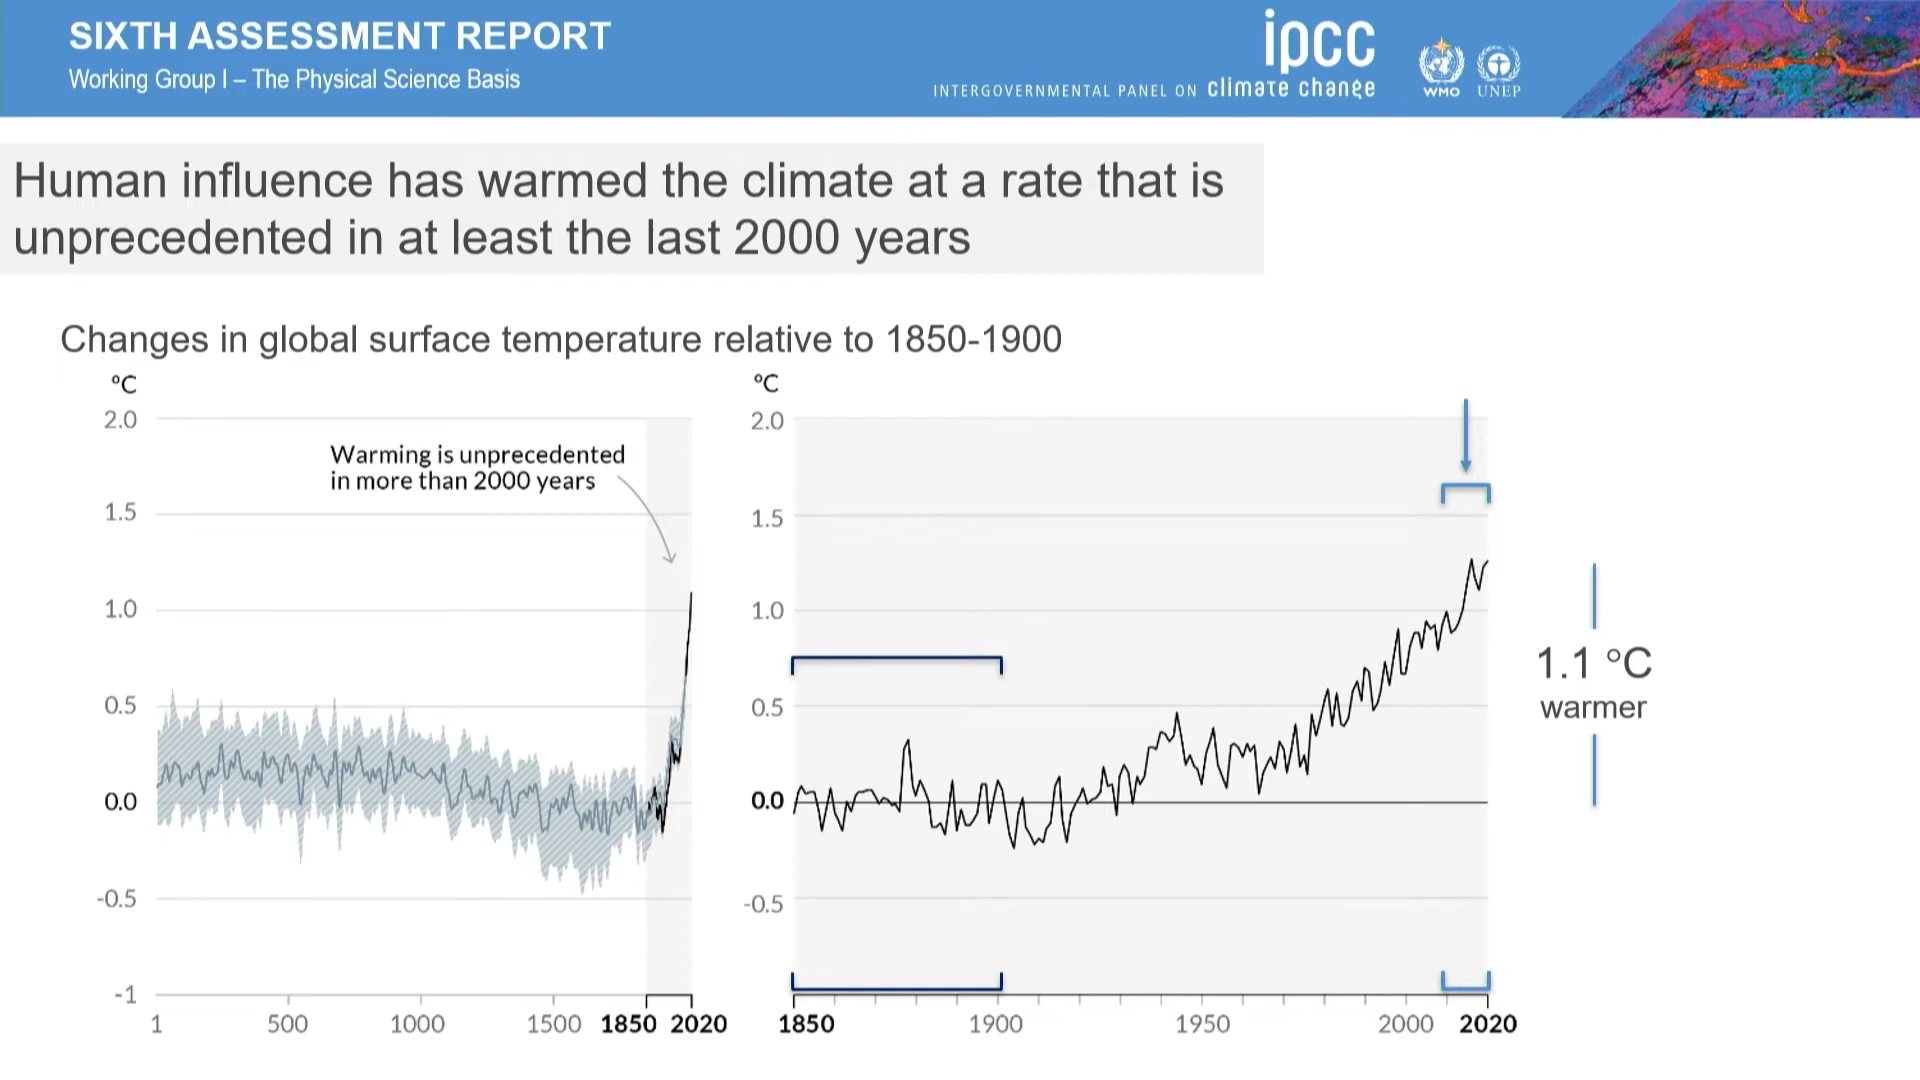 SIXTH ASSESSMENT REPORT
Working Group I – The Physical Science Basis
ipcc
INTERGOVERNMENTAL PANEL ON climate change
WMO
UNEP
Human influence has warmed the climate at a rate that is
unprecedented in at least the last 2000 years
Changes in global surface temperature relative to 1850-1900
ºC
2.0
1.5
1.0
0.5
0.0
-0.5
-1
Warming is unprecedented
in more than 2000 years
1 500 1000 1500 1850 2020
ºC
2.0
1.5
1.0
0.5
0.0
-0.5
1850 1900 1950 2000 2020
1.1 °C
warmer